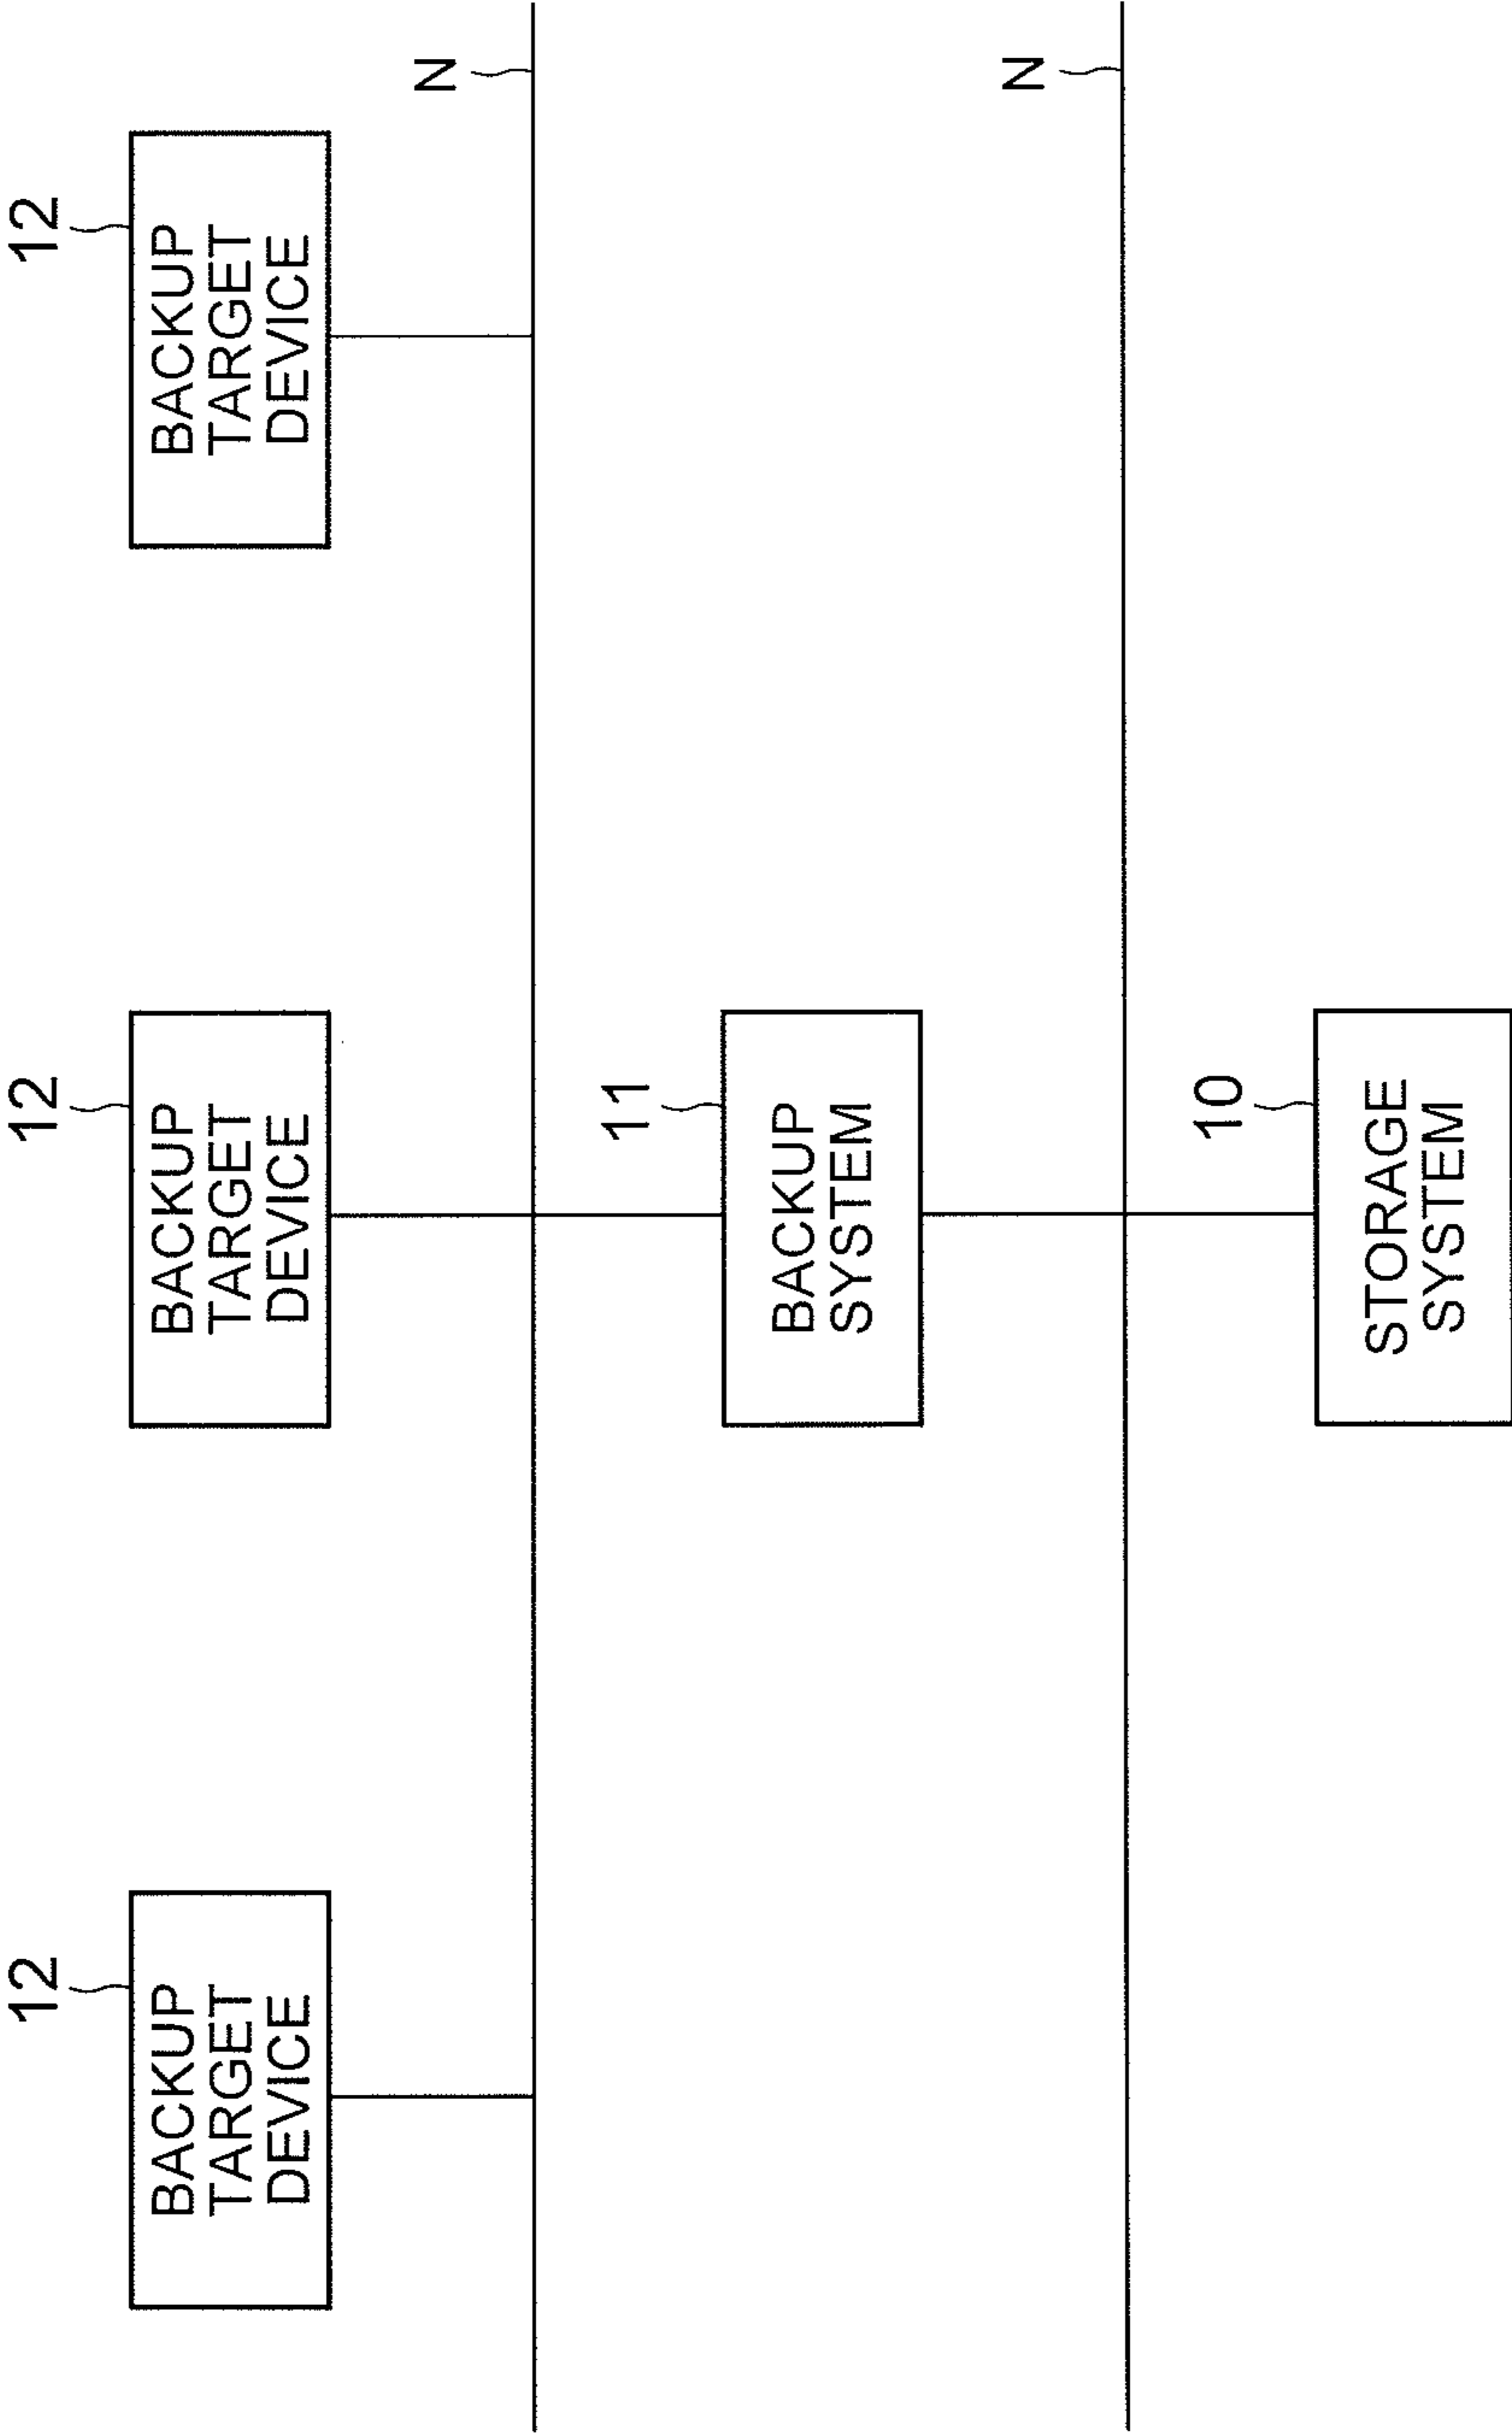 12
12
12
BACKUP
TARGET
DEVICE
BACKUP
TARGET
DEVICE
BACKUP
TARGET
DEVICE
N
11
BACKUP
SYSTEM
N
10
STORAGE
SYSTEM